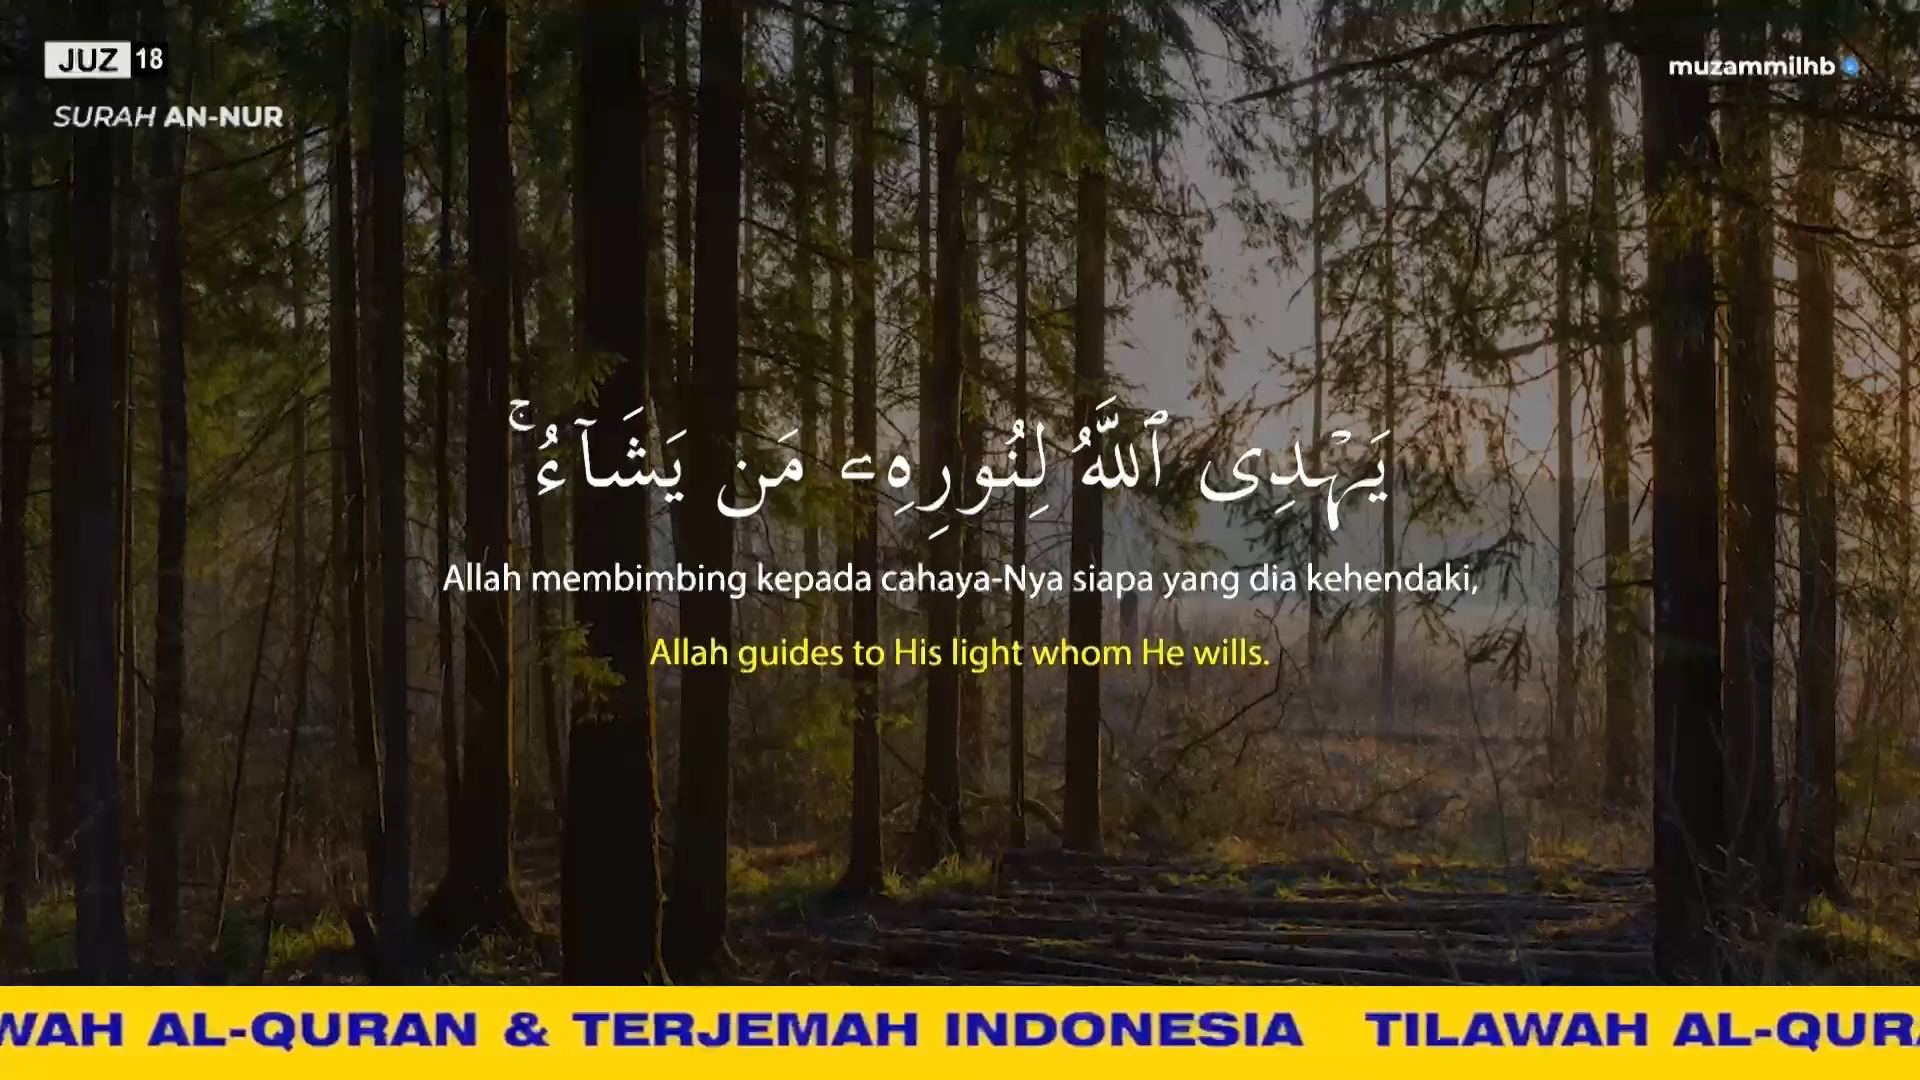 JUZ 18
muzammilhb
SURAH AN-NUR
يَهْدِى ٱللَّهُ لِنُورِهِۦ مَن يَشَآءُ ۚ
Allah membimbing kepada cahaya-Nya siapa yang dia kehendaki,
Allah guides to His light whom He wills.
WAH AL-QURAN & TERJEMAH INDONESIA TILAWAH AL-QURA